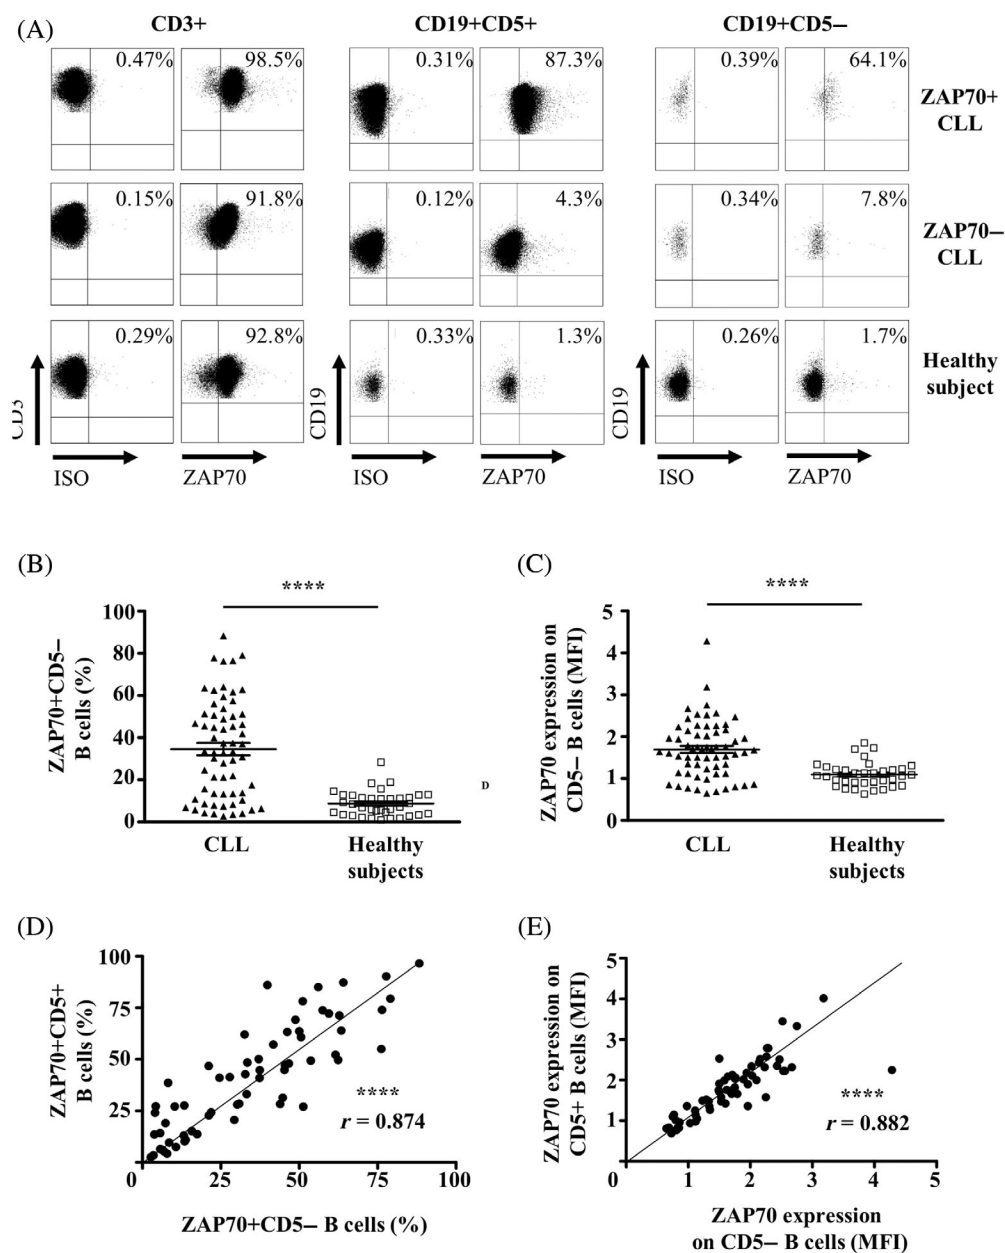 (A)
CD3+ CD19+CD5+ CD19+CD5−
0.47% 98.5% 0.31% 87.3% 0.39% 64.1%
ZAP70+
CLL
0.15% 91.8% 0.12% 4.3% 0.34% 7.8%
ZAP70−
CLL
0.29% 92.8% 0.33% 1.3% 0.26% 1.7%
Healthy
subject
CD3 CD19 CD19
ISO ZAP70 ISO ZAP70 ISO ZAP70
(B)
****
ZAP70+CD5−
B cells (%)
100
80
60
40
20
0
CLL Healthy
subjects
D
(C)
****
ZAP70 expression on
CD5− B cells (MFI)
5
4
3
2
1
0
CLL Healthy
subjects
(D)
ZAP70+CD5+
B cells (%)
100
75
50
25
****
r = 0.874
0 25 50 75 100
ZAP70+CD5− B cells (%)
(E)
ZAP70 expression on
CD5+ B cells (MFI)
5
4
3
2
1
0
****
r = 0.882
0 1 2 3 4 5
ZAP70 expression
on CD5− B cells (MFI)